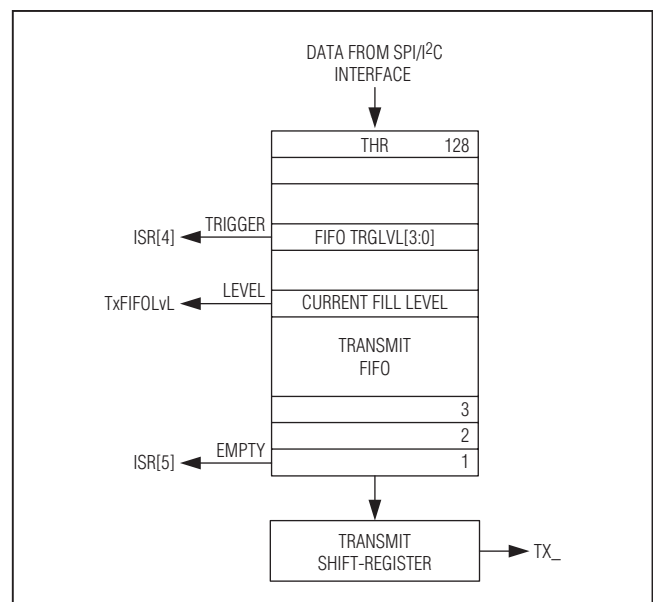 DATA FROM SPI/I2C
INTERFACE
THR 128
TRIGGER
ISR[4]
FIFO TRGLVL[3:0]
LEVEL
TxFIFOLvL
CURRENT FILL LEVEL
TRANSMIT
FIFO
3
2
EMPTY
ISR[5]
1
TRANSMIT
SHIFT-REGISTER
TX_